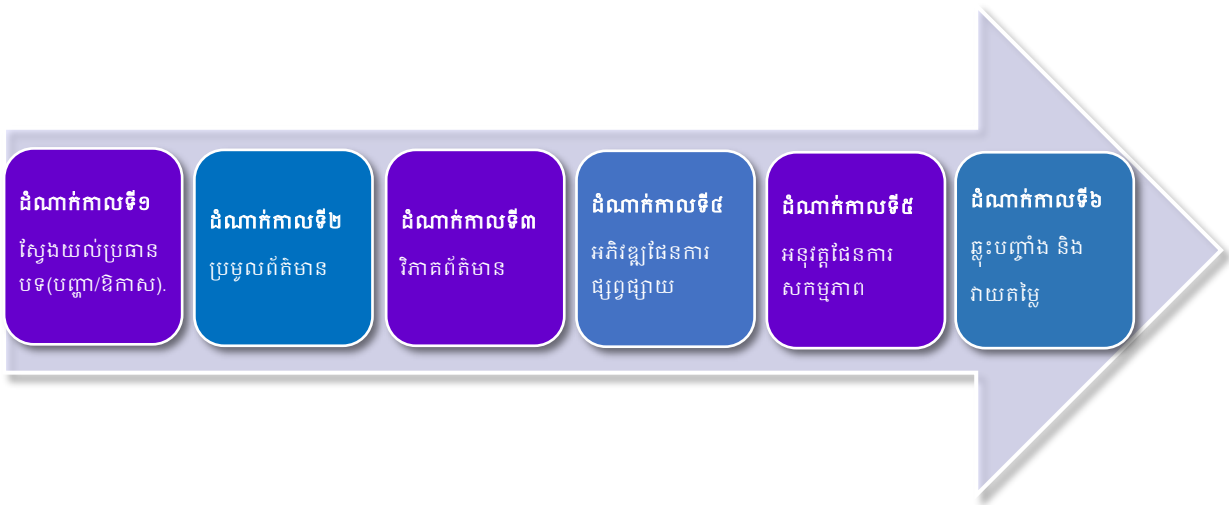 ដំណាក់កាលទី១
ស្វែងយល់ប្រធាន
បទ(បញ្ហា/ឱកាស).
ដំណាក់កាលទី២
ប្រមូលព័ត៌មាន
ដំណាក់កាលទី៣
វិភាគព័ត៌មាន
ដំណាក់កាលទី៤
អភិវឌ្ឍផែនការ
ផ្សព្វផ្សាយ
ដំណាក់កាលទី៥
អនុវត្តផែនការ
សកម្មភាព
ដំណាក់កាលទី៦
ឆ្លុះបញ្ចាំង និង
វាយតម្លៃ